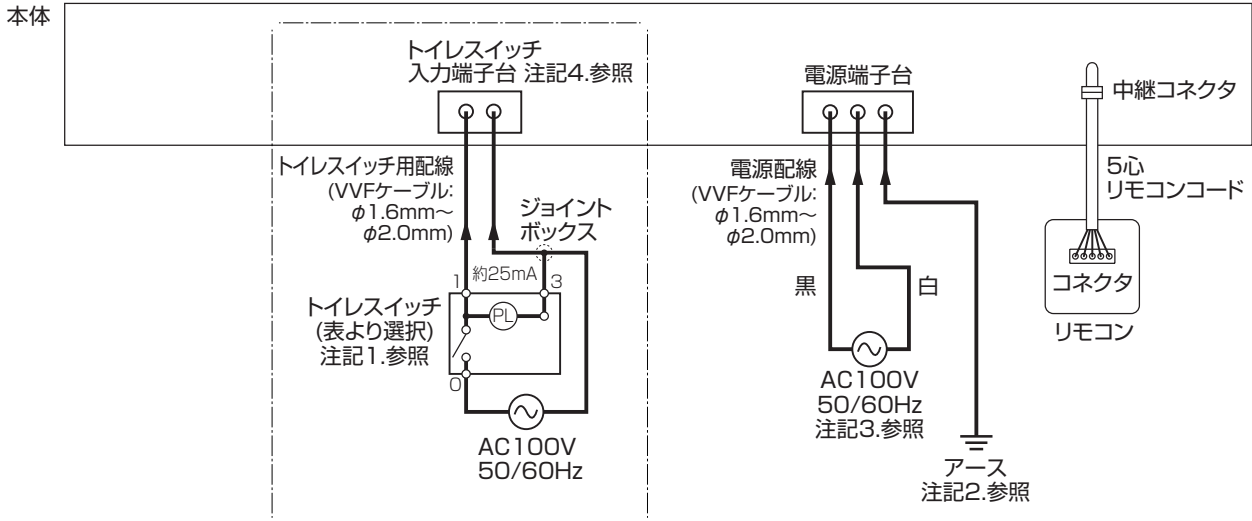 本体
トイレスイッチ
入力端子台 注記4.参照
電源端子台
中継コネクタ
トイレスイッチ用配線
(VVFケーブル:
φ1.6mm～
φ2.0mm)
ジョイント
ボックス
1
約25mA
3
PL
トイレスイッチ
(表より選択)
注記1.参照
0
AC100V
50/60Hz
電源配線
(VVFケーブル:
φ1.6mm～
φ2.0mm)
黒
白
AC100V
50/60Hz
注記3.参照
アース
注記2.参照
5心
リモコンコード
コネクタ
リモコン